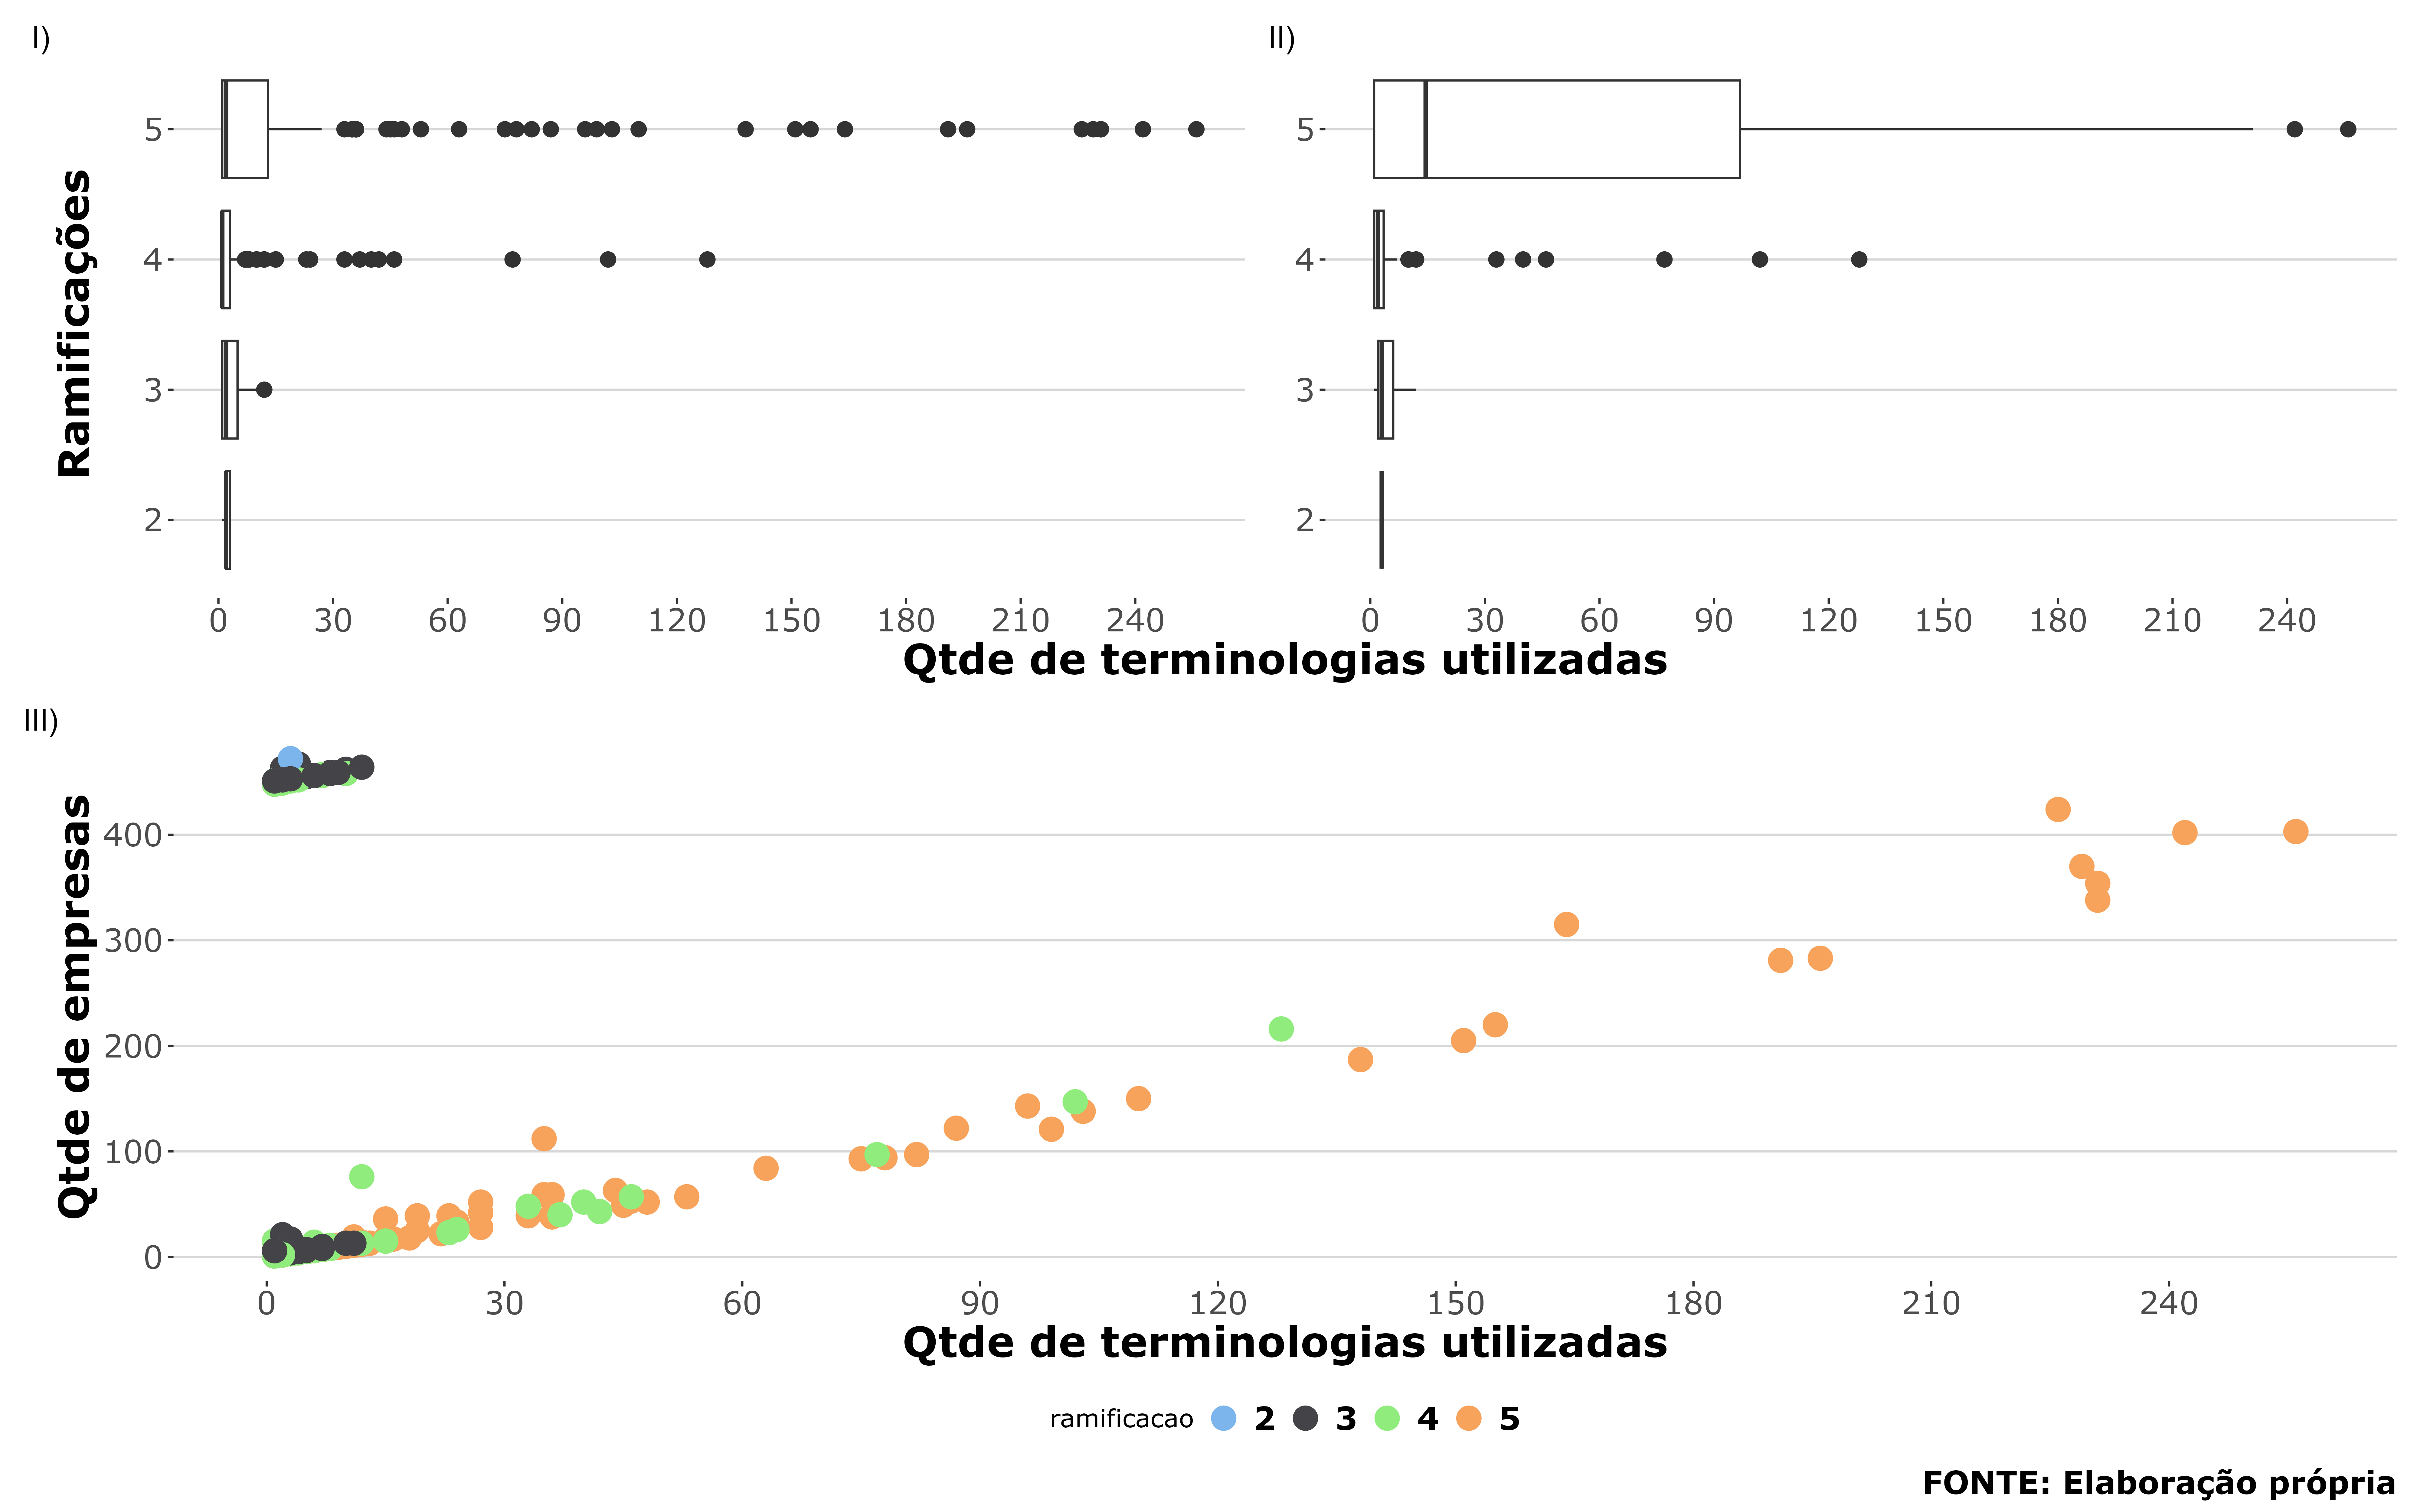 I)
II)
Ramificações
5
4
3
2
5
4
3
2
0 30 60 90 120 150 180 210 240
0 30 60 90 120 150 180 210 240
Qtde de terminologias utilizadas
III)
Qtde de empresas
400
300
200
100
0
0 30 60 90 120 150 180 210 240
Qtde de terminologias utilizadas
ramificacao 2 3 4 5
FONTE: Elaboração própria